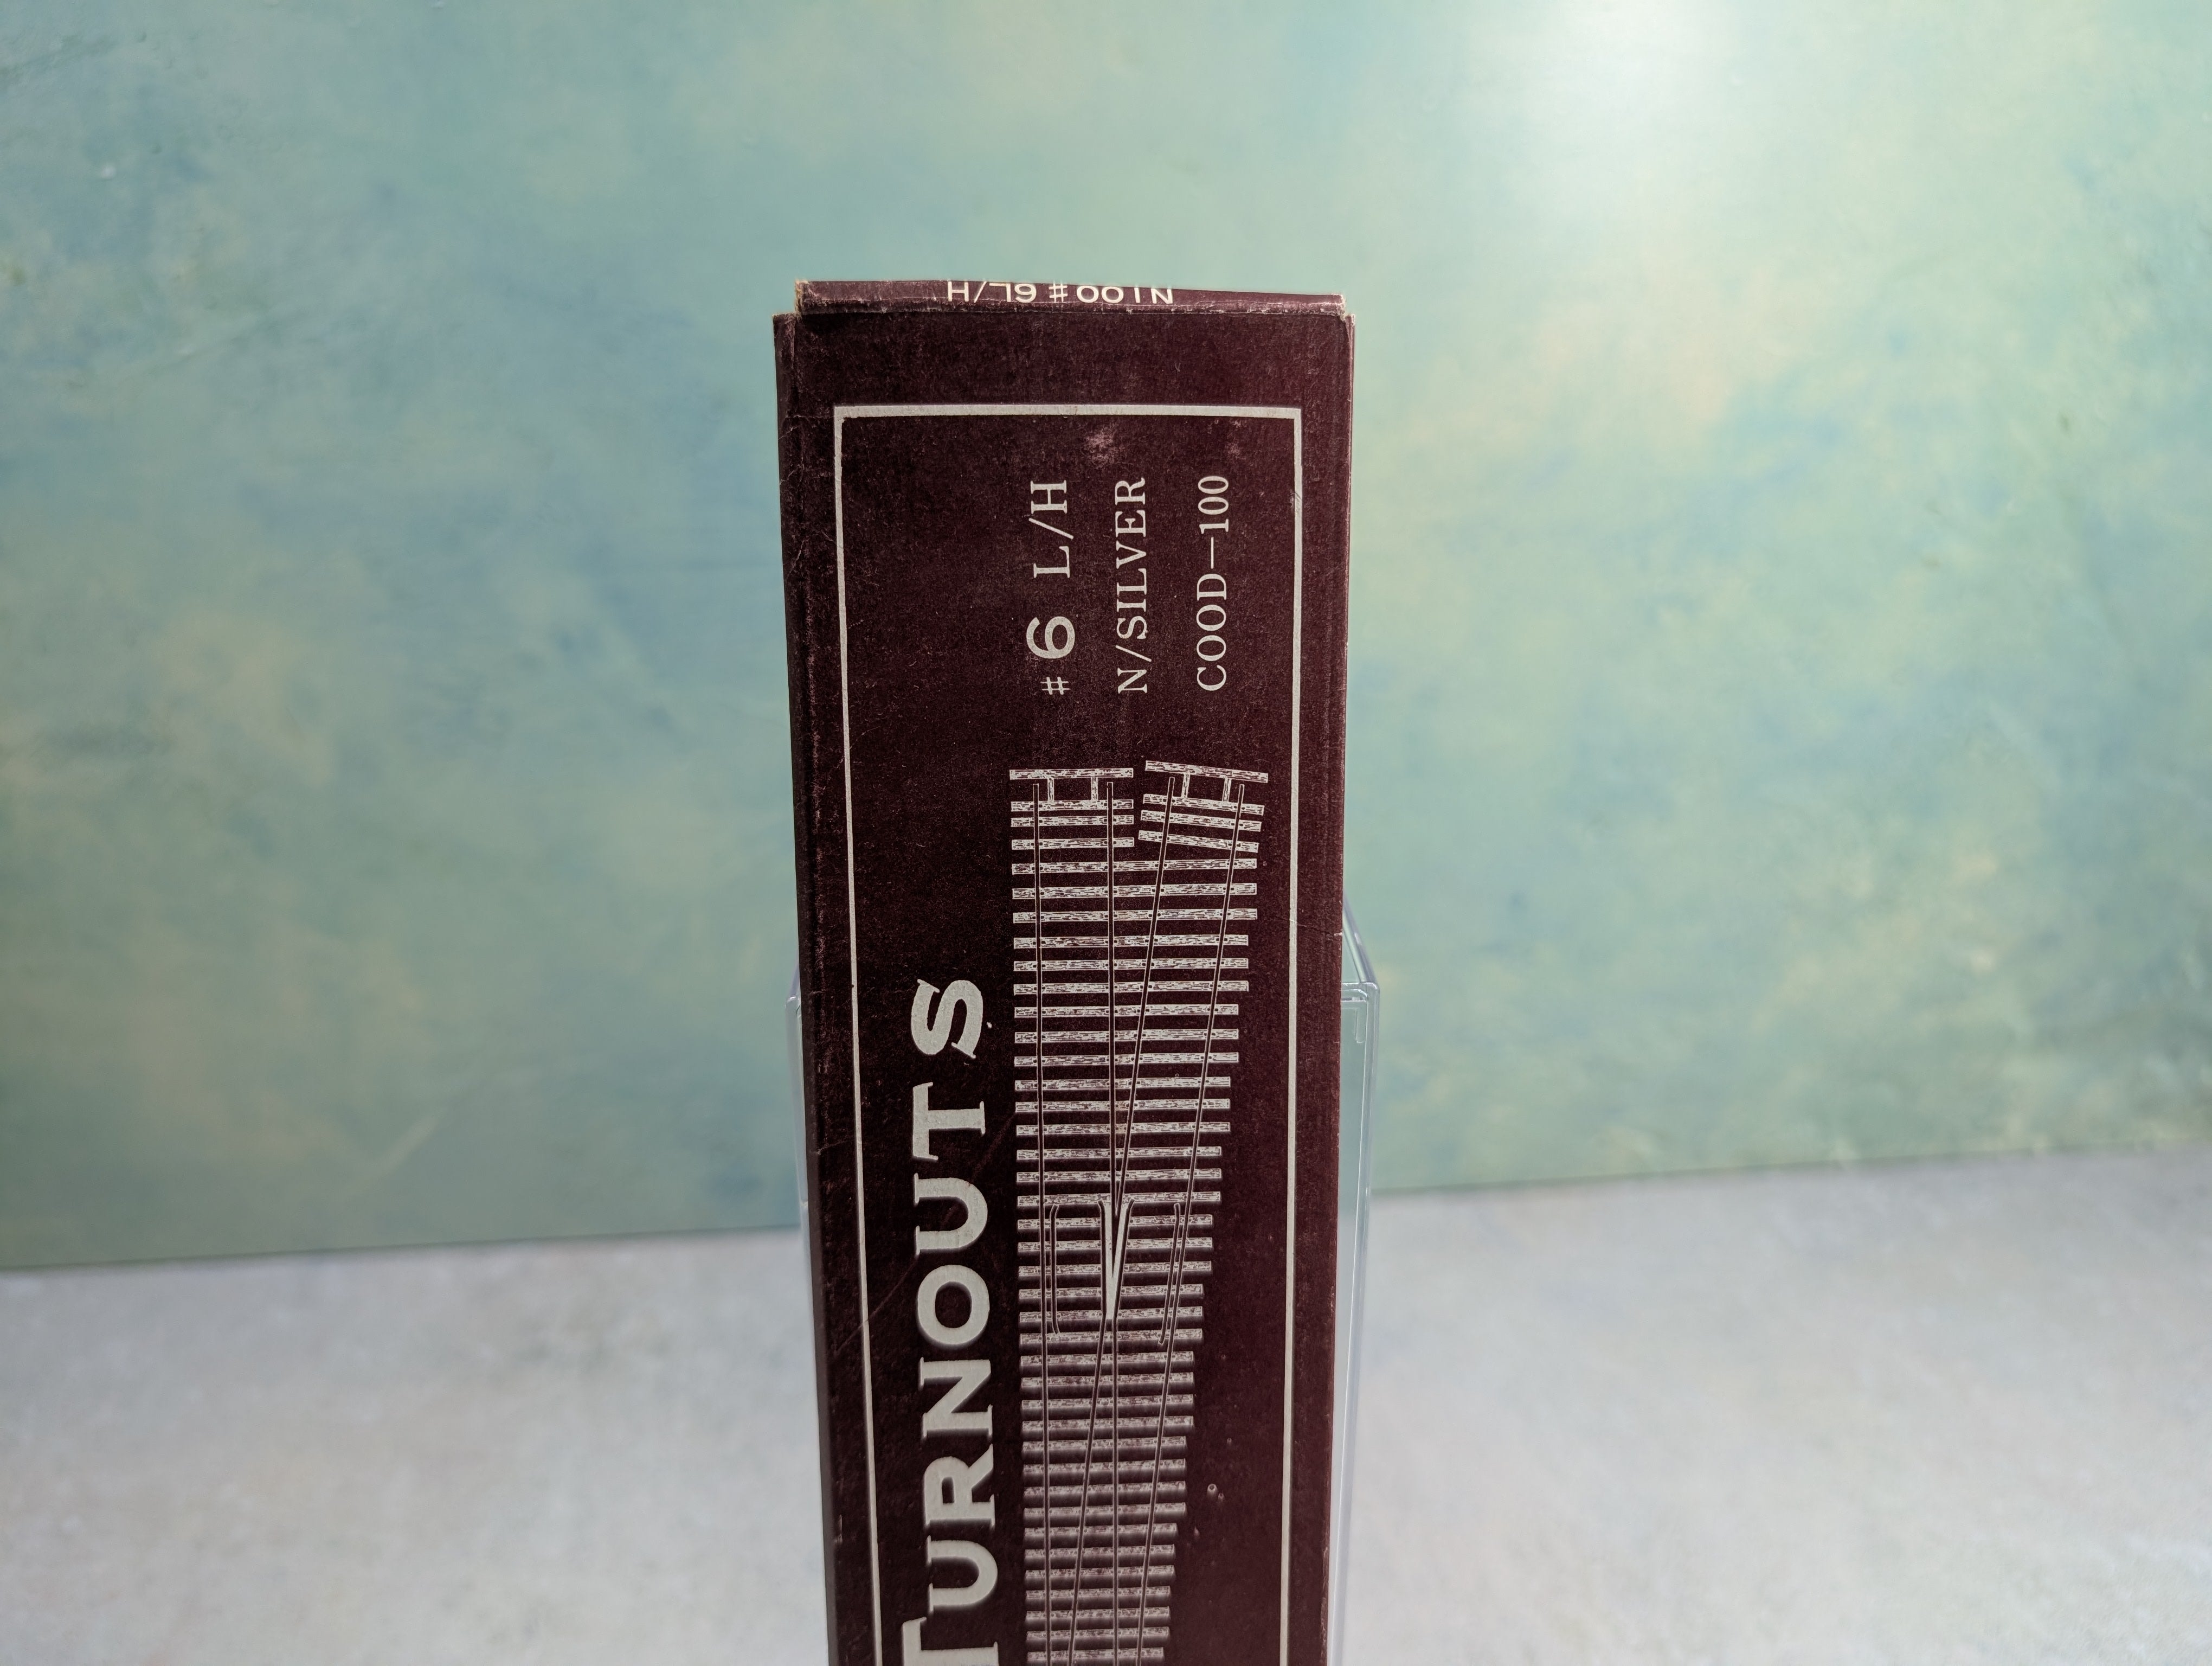 N100 # 6L/H
# 6 L/H
N/SILVER
COOD—100
TURNOUTS